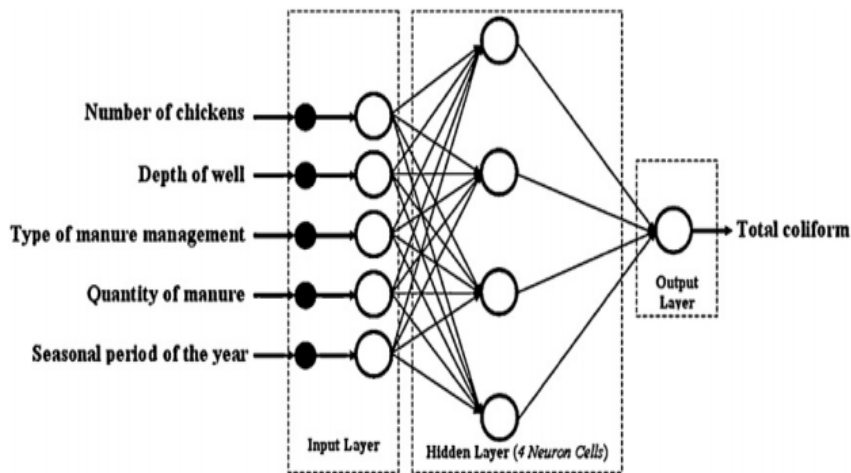 Number of chickens
Depth of well
Type of manure management
Quantity of manure
Seasonal period of the year
Input Layer
Hidden Layer (4 Neuron Cells)
Output
Layer
Total coliform